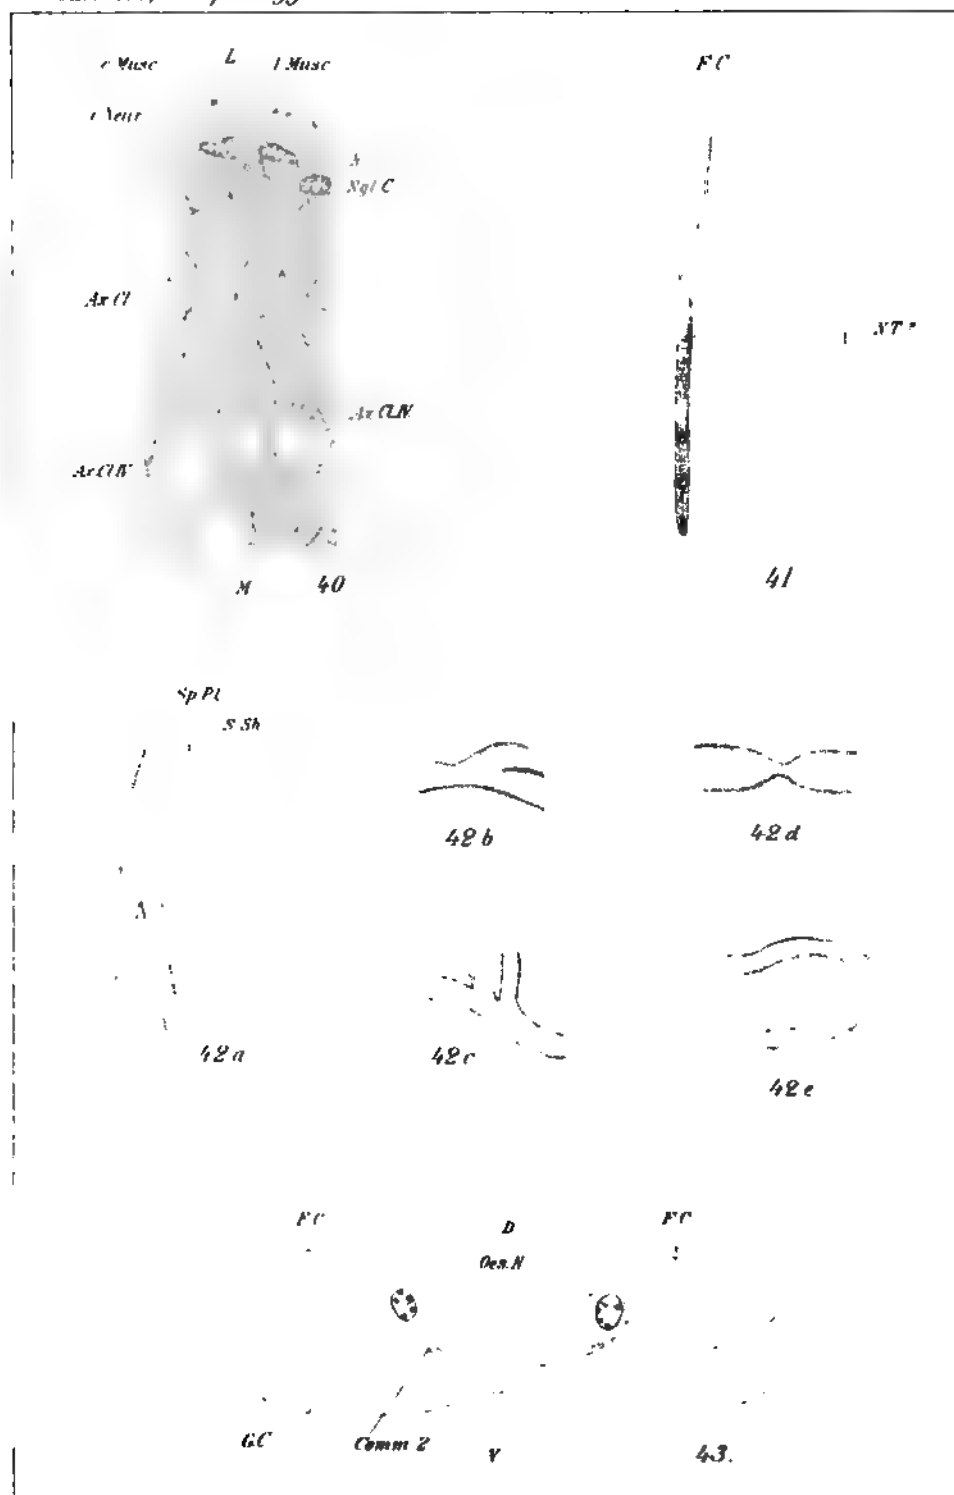 r Musc L l Musc
F C
r Neur
N
Ngl C
Ax Cl
NT ?
Ax Cl.N
Ax Cl N
M 40
41
Sp Pl
S Sh
42 b
42 d
42 a
42 c
42 e
F C D F C
Oes. N
G.C Comm 2 V 43.